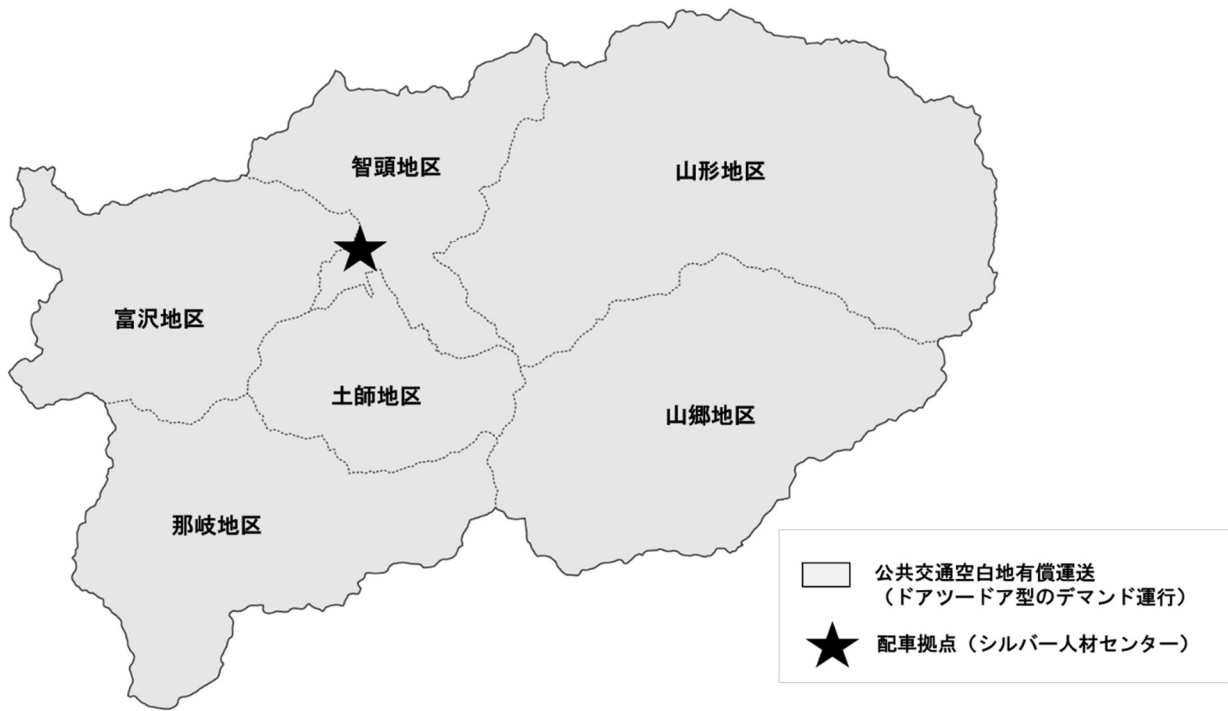 智頭地区
山形地区
富沢地区
土師地区
山郷地区
那岐地区
公共交通空白地有償運送
（ドアツードア型のデマンド運行）
配車拠点（シルバー人材センター）